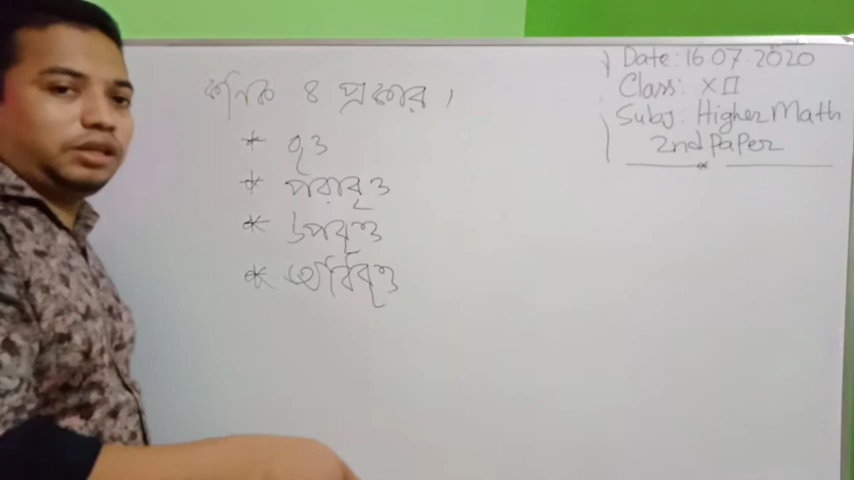 কনিক ৪ প্রকার।
* বৃত্ত
* পরাবৃত্ত
* উপবৃত্ত
* অধিবৃত্ত
Date: 16.07.2020
Class: XII
Subj: Higher Math
2nd Paper